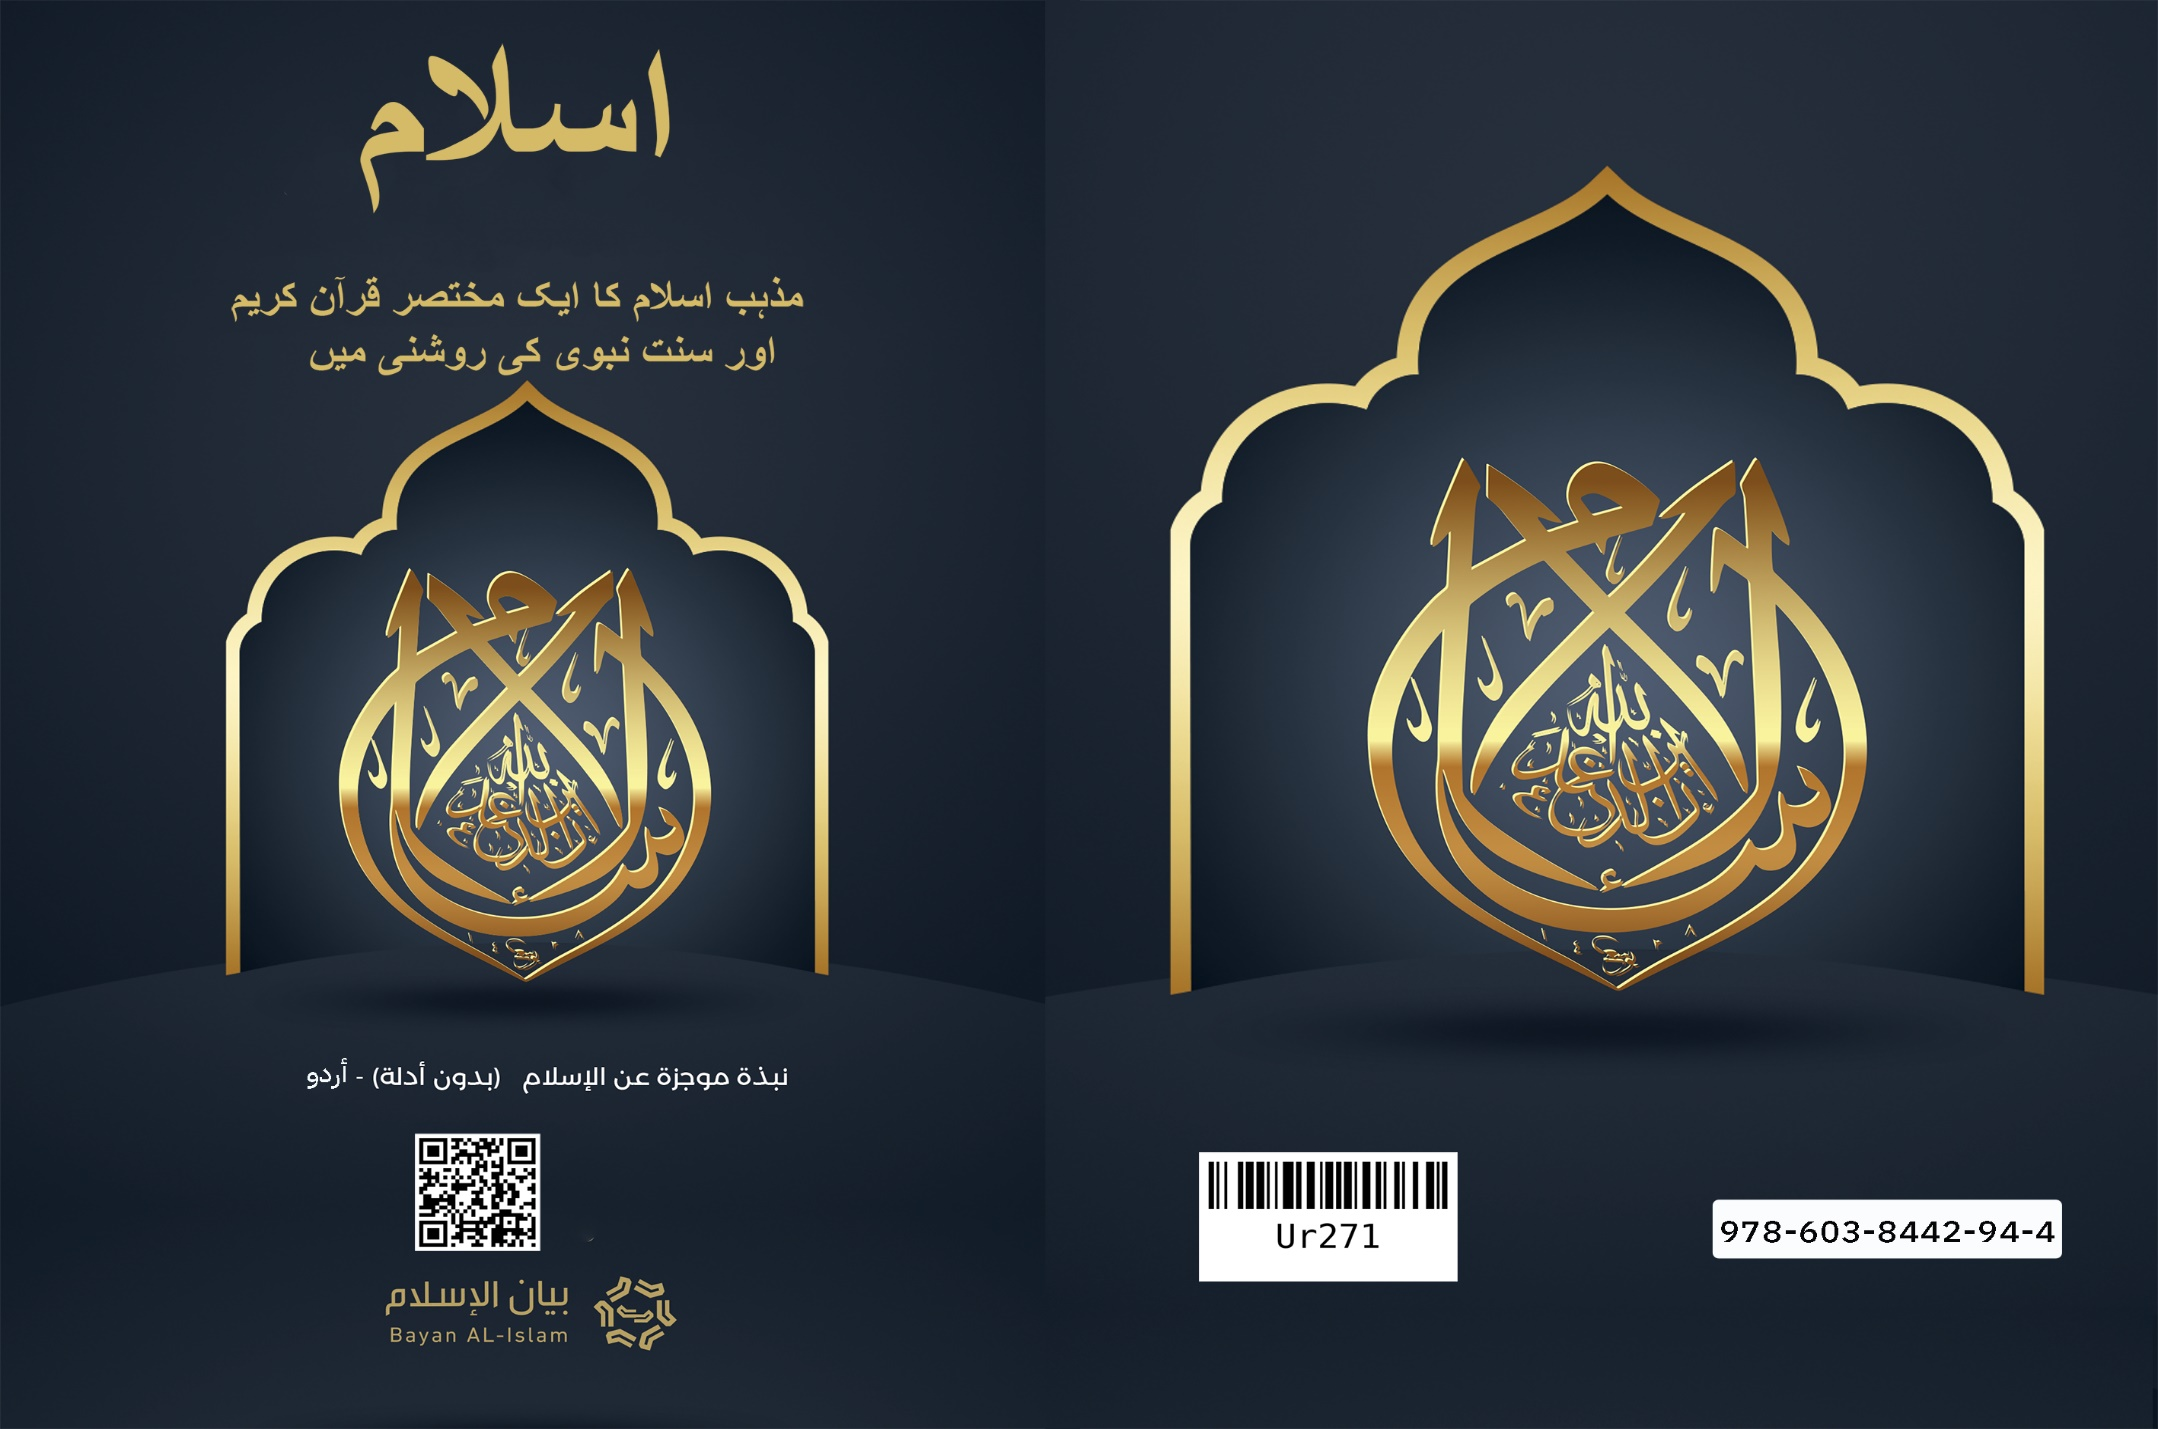 اسلام
مذہب اسلام کا ایک مختصر قرآن کریم
اور سنت نبوی کی روشنی میں
نبذة موجزة عن الإسلام (بدون أدلة) - أردو
بيان الإسلام
Bayan AL-Islam
Ur271
978-603-8442-94-4